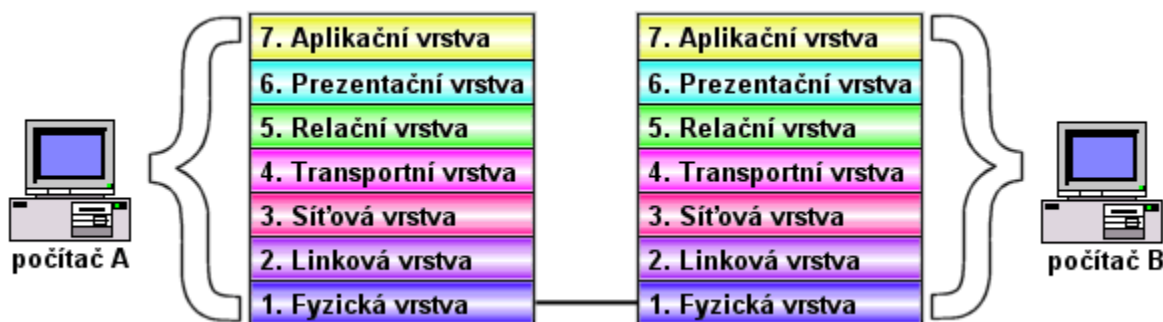 7. Aplikační vrstva
6. Prezentační vrstva
5. Relační vrstva
4. Transportní vrstva
3. Síťová vrstva
2. Linková vrstva
1. Fyzická vrstva
počítač A
7. Aplikační vrstva
6. Prezentační vrstva
5. Relační vrstva
4. Transportní vrstva
3. Síťová vrstva
2. Linková vrstva
1. Fyzická vrstva
počítač B